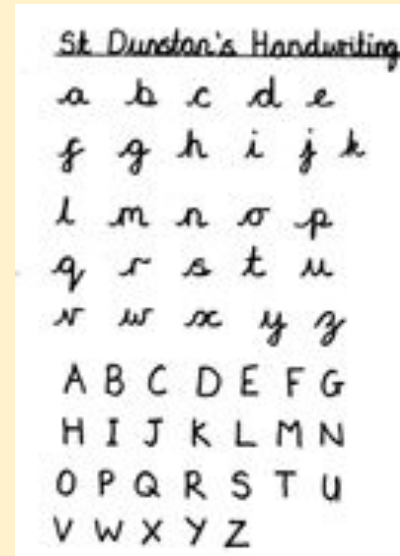 St Dunstan's Handwriting
a b c d e
f g h i j k
l m n o p
q r s t u
v w x y z
A B C D E F G
H I J K L M N
O P Q R S T U
V W X Y Z